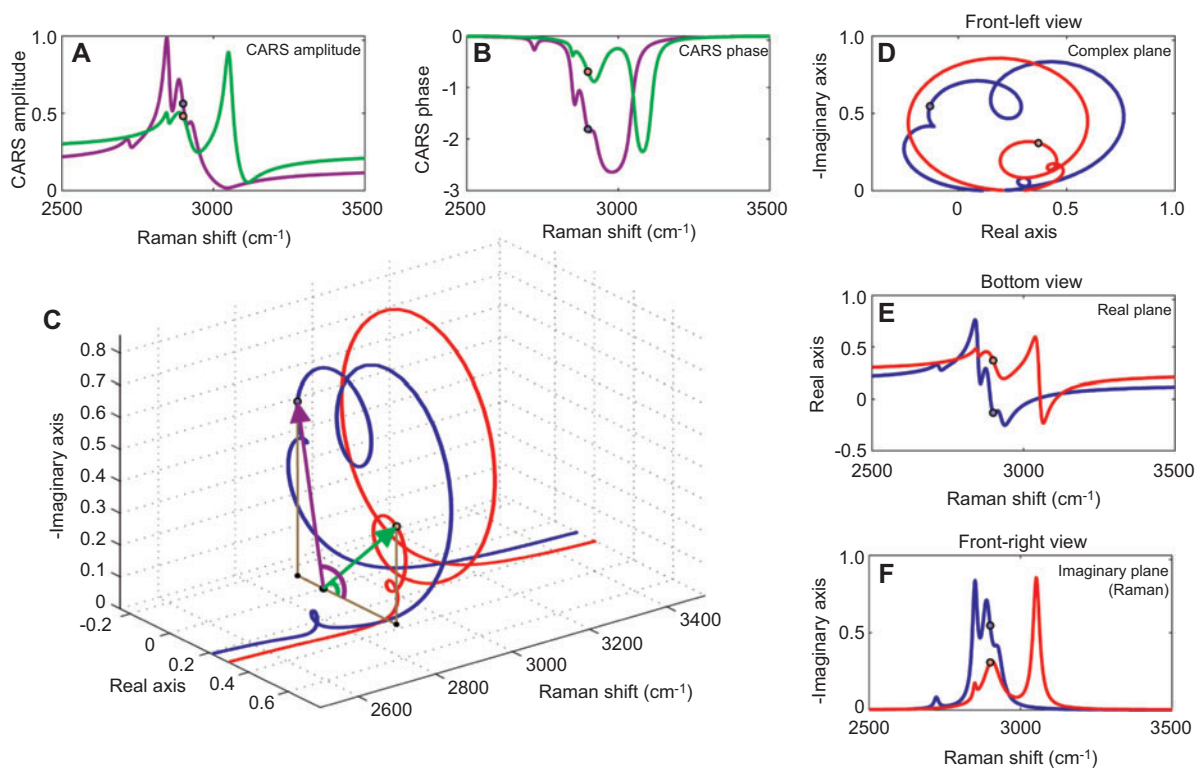 A
CARS amplitude
1.0
0.5
0
CARS amplitude
2500 3000 3500
Raman shift (cm-1)
B
CARS phase
0
-1
-2
-3
CARS phase
2500 3000 3500
Raman shift (cm-1)
Front-left view
D
Complex plane
1.0
0.5
0
-Imaginary axis
0 0.5 1.0
Real axis
C
0.8
0.7
0.6
0.5
0.4
0.3
0.2
0.1
0
-Imaginary axis
-0.2
0
0.2
0.4
0.6
Real axis
2600
2800
3000
3200
3400
Raman shift (cm-1)
Bottom view
E
Real plane
1.0
0.5
0
-0.5
Real axis
2500 3000 3500
Raman shift (cm-1)
Front-right view
F
Imaginary plane
(Raman)
1.0
0.5
0
-Imaginary axis
2500 3000 3500
Raman shift (cm-1)